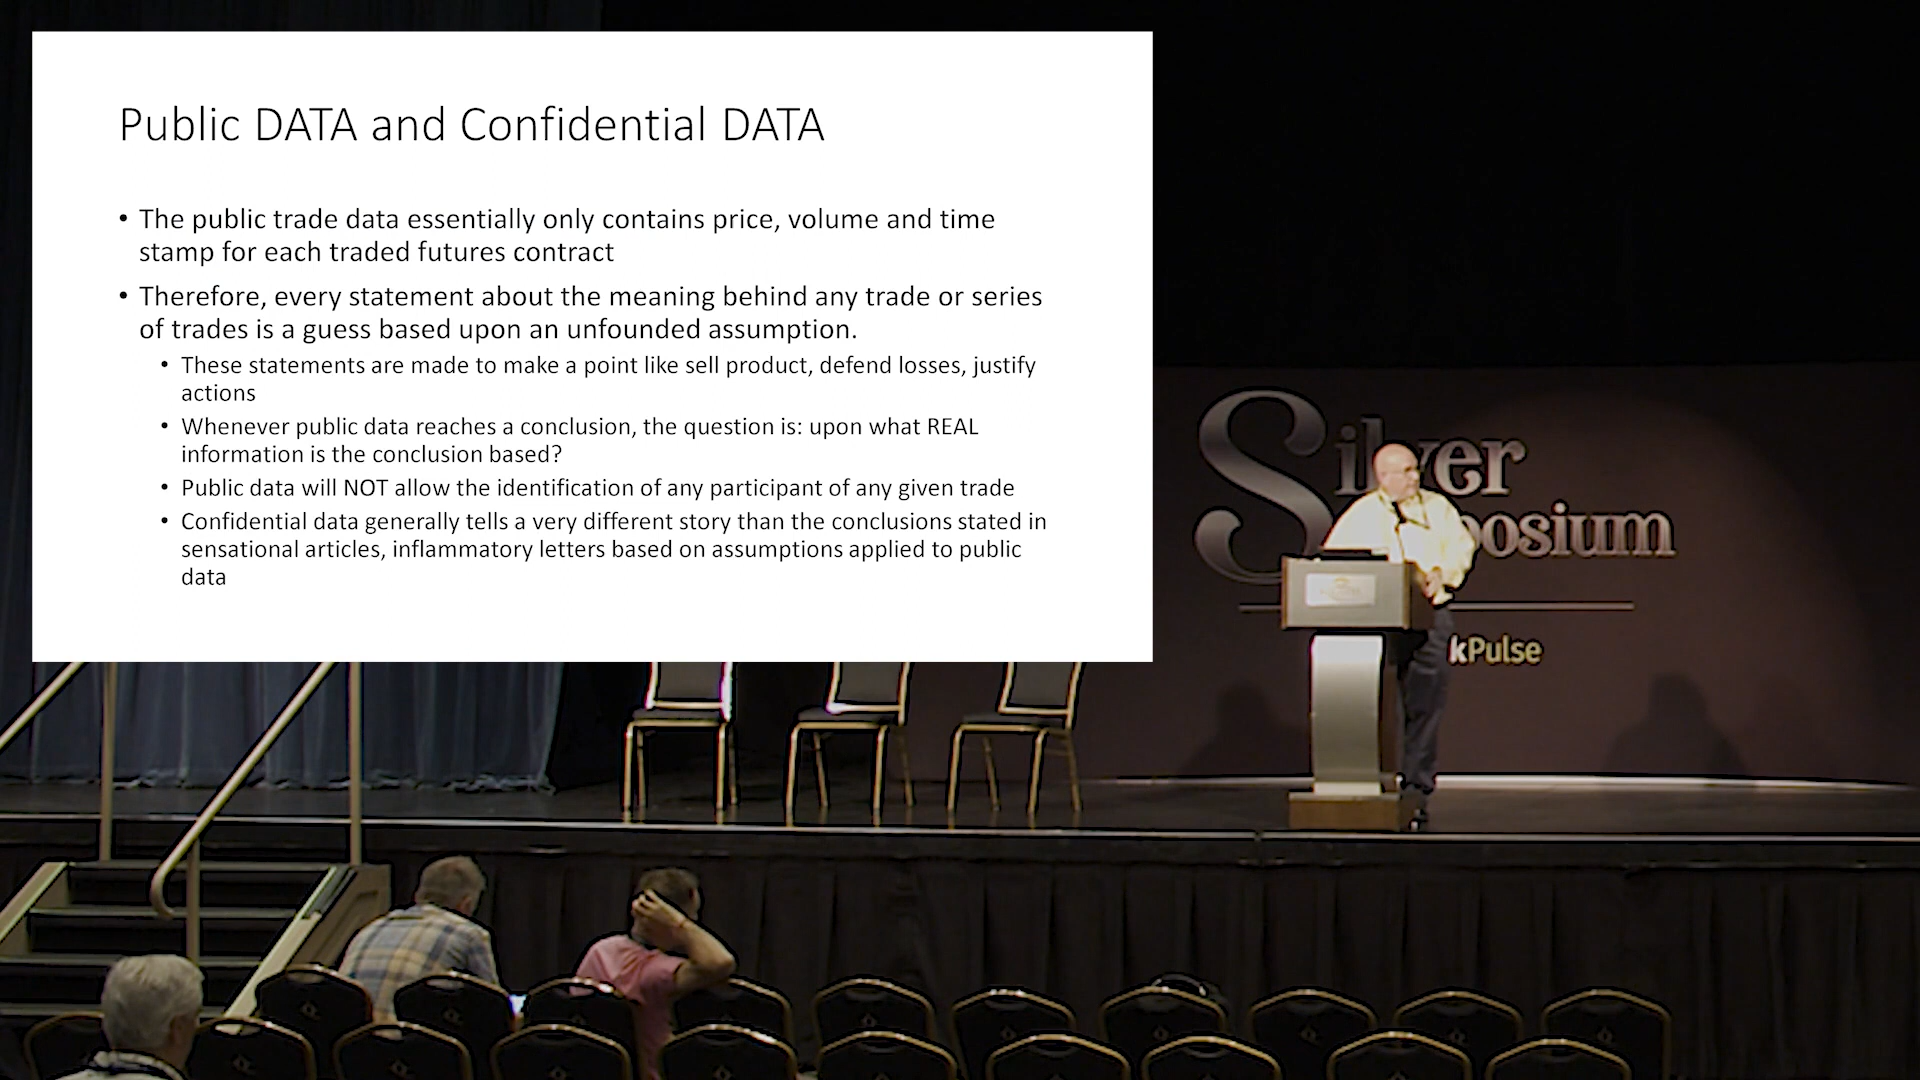 Public DATA and Confidential DATA
• The public trade data essentially only contains price, volume and time
stamp for each traded futures contract
• Therefore, every statement about the meaning behind any trade or series
of trades is a guess based upon an unfounded assumption.
• These statements are made to make a point like sell product, defend losses, justify
actions
• Whenever public data reaches a conclusion, the question is: upon what REAL
information is the conclusion based?
• Public data will NOT allow the identification of any participant of any given trade
• Confidential data generally tells a very different story than the conclusions stated in
sensational articles, inflammatory letters based on assumptions applied to public
data
Silver
posium
kPulse